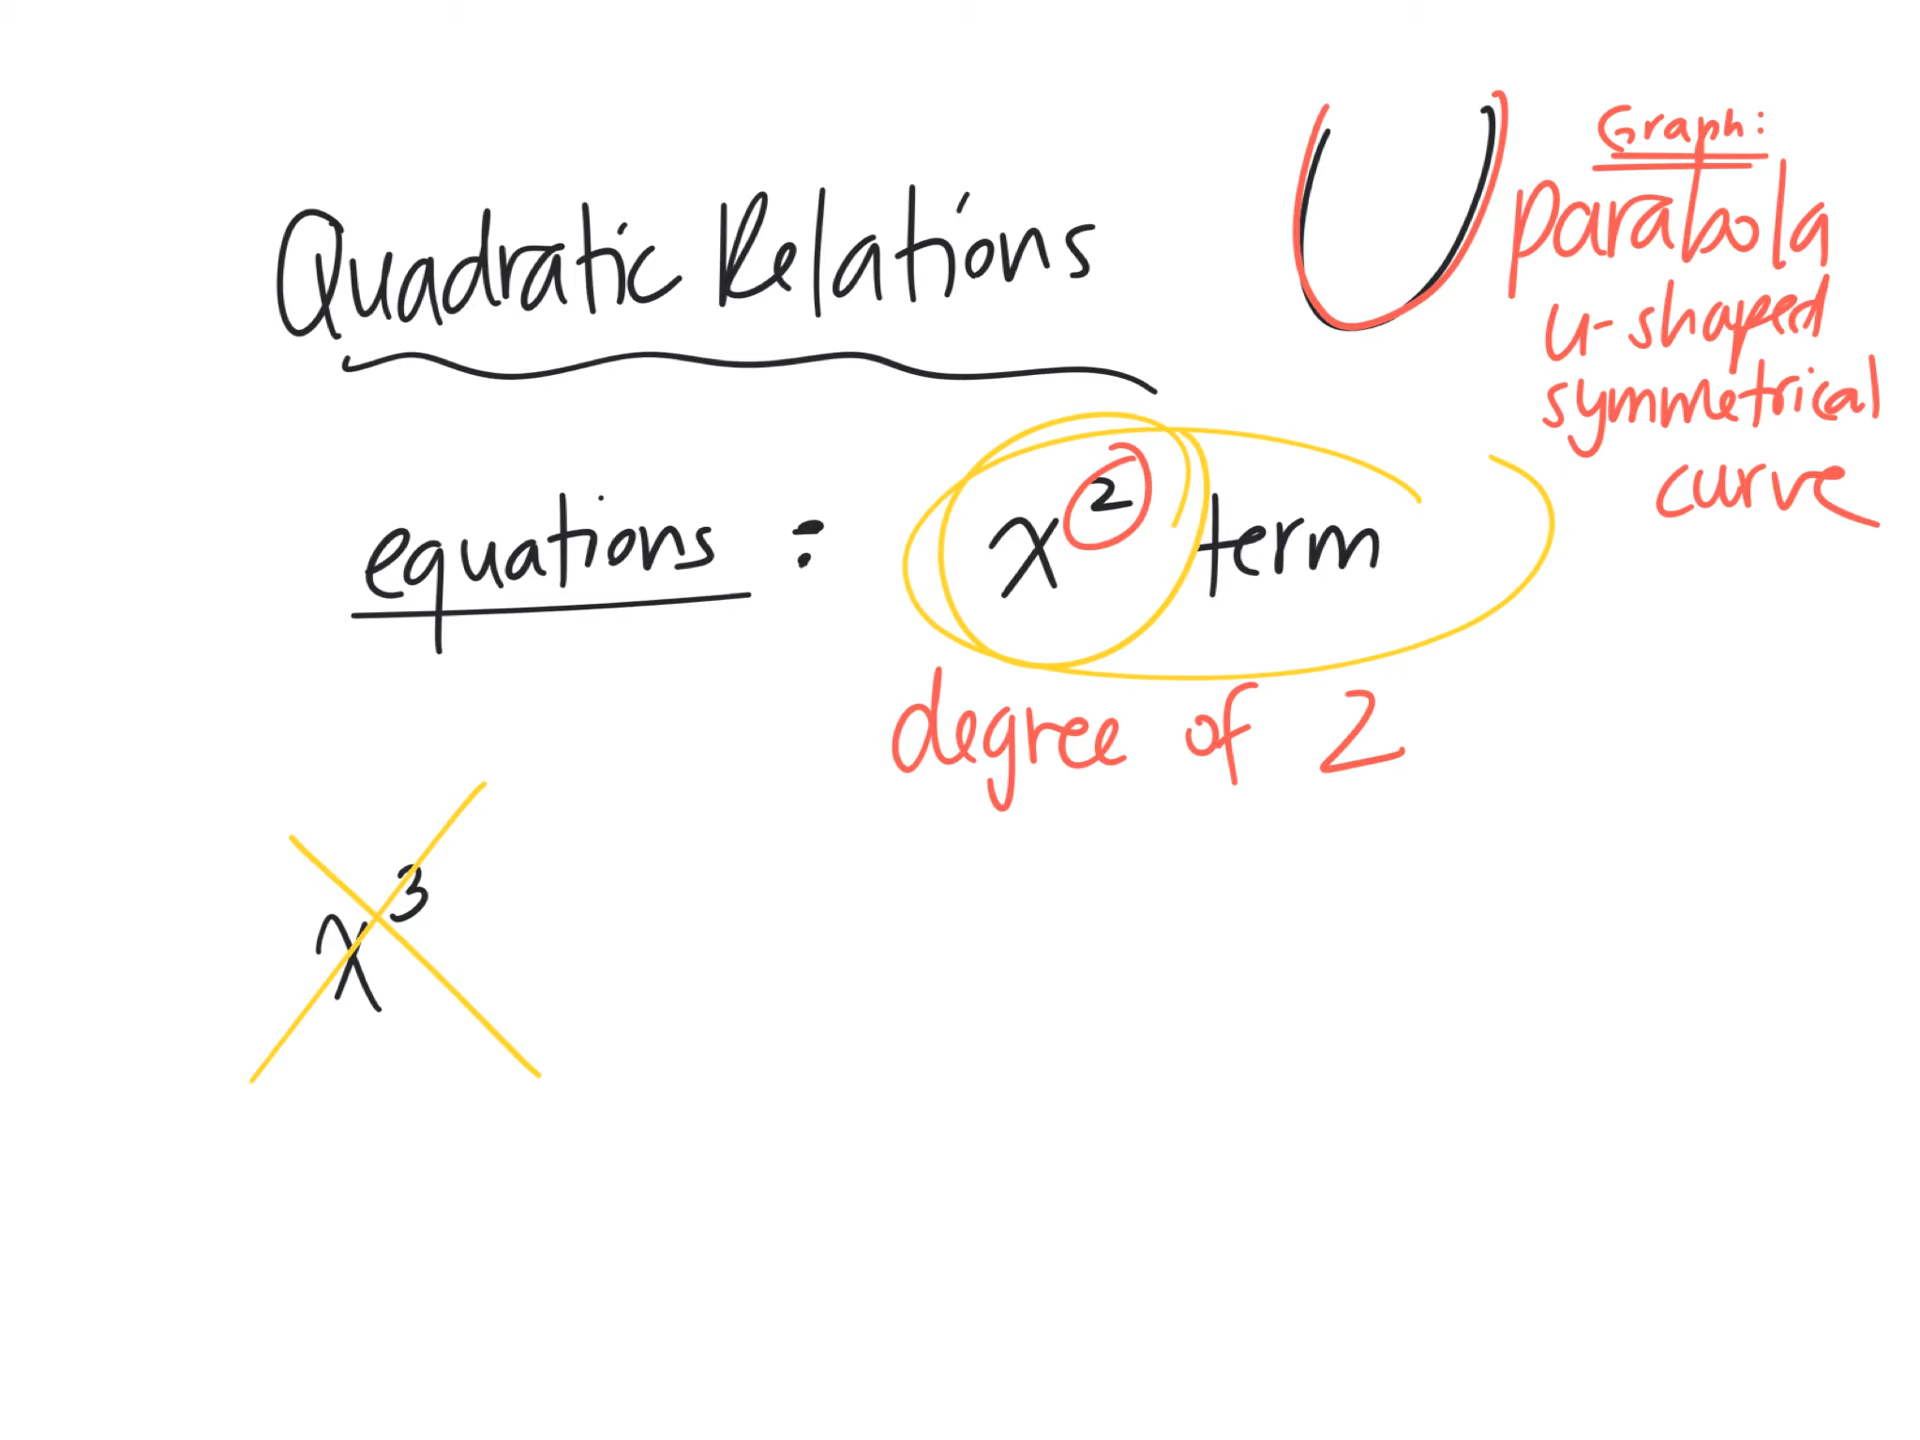 Quadratic Relations
Graph:
parabola
u-shaped
symmetrical
curve
equations : x² term
degree of 2
x³